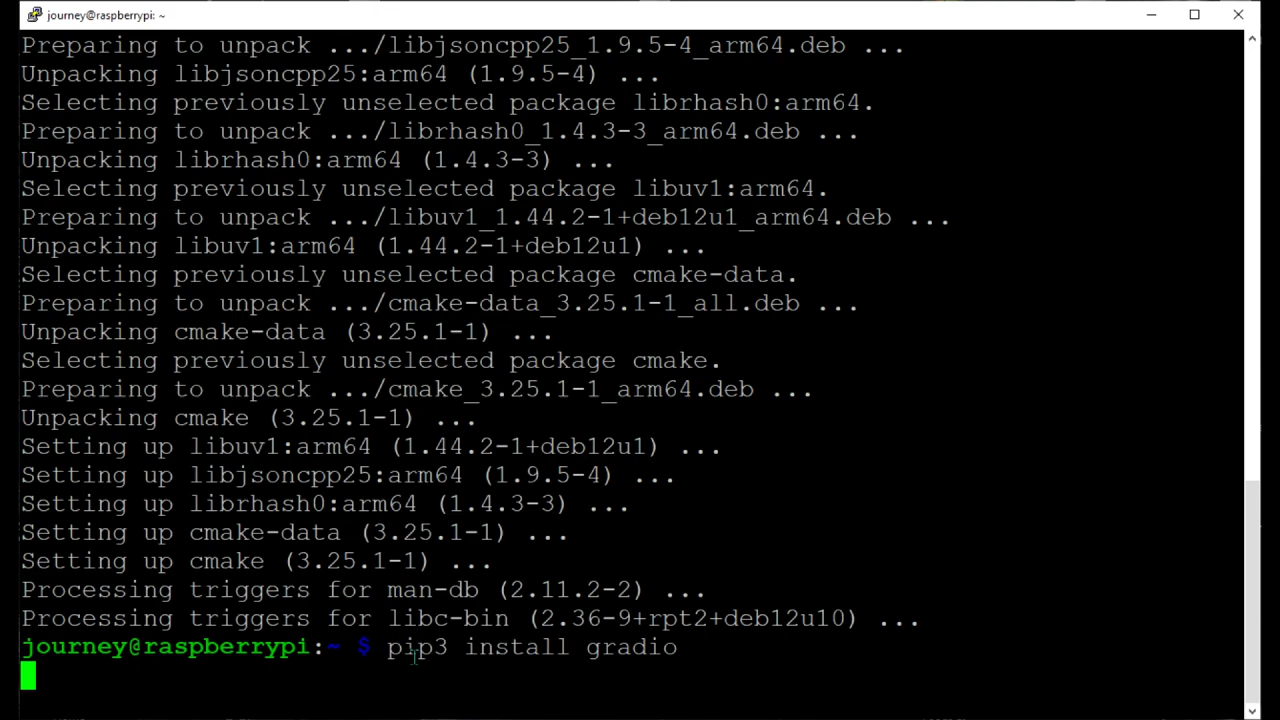 journey@raspberrypi: ~
Preparing to unpack .../libjsoncpp25_1.9.5-4_arm64.deb ...
Unpacking libjsoncpp25:arm64 (1.9.5-4) ...
Selecting previously unselected package librhash0:arm64.
Preparing to unpack .../librhash0_1.4.3-3_arm64.deb ...
Unpacking librhash0:arm64 (1.4.3-3) ...
Selecting previously unselected package libuv1:arm64.
Preparing to unpack .../libuv1_1.44.2-1+deb12u1_arm64.deb ...
Unpacking libuv1:arm64 (1.44.2-1+deb12u1) ...
Selecting previously unselected package cmake-data.
Preparing to unpack .../cmake-data_3.25.1-1_all.deb ...
Unpacking cmake-data (3.25.1-1) ...
Selecting previously unselected package cmake.
Preparing to unpack .../cmake_3.25.1-1_arm64.deb ...
Unpacking cmake (3.25.1-1) ...
Setting up libuv1:arm64 (1.44.2-1+deb12u1) ...
Setting up libjsoncpp25:arm64 (1.9.5-4) ...
Setting up librhash0:arm64 (1.4.3-3) ...
Setting up cmake-data (3.25.1-1) ...
Setting up cmake (3.25.1-1) ...
Processing triggers for man-db (2.11.2-2) ...
Processing triggers for libc-bin (2.36-9+rpt2+deb12u10) ...
journey@raspberrypi:~ $ pip3 install gradio